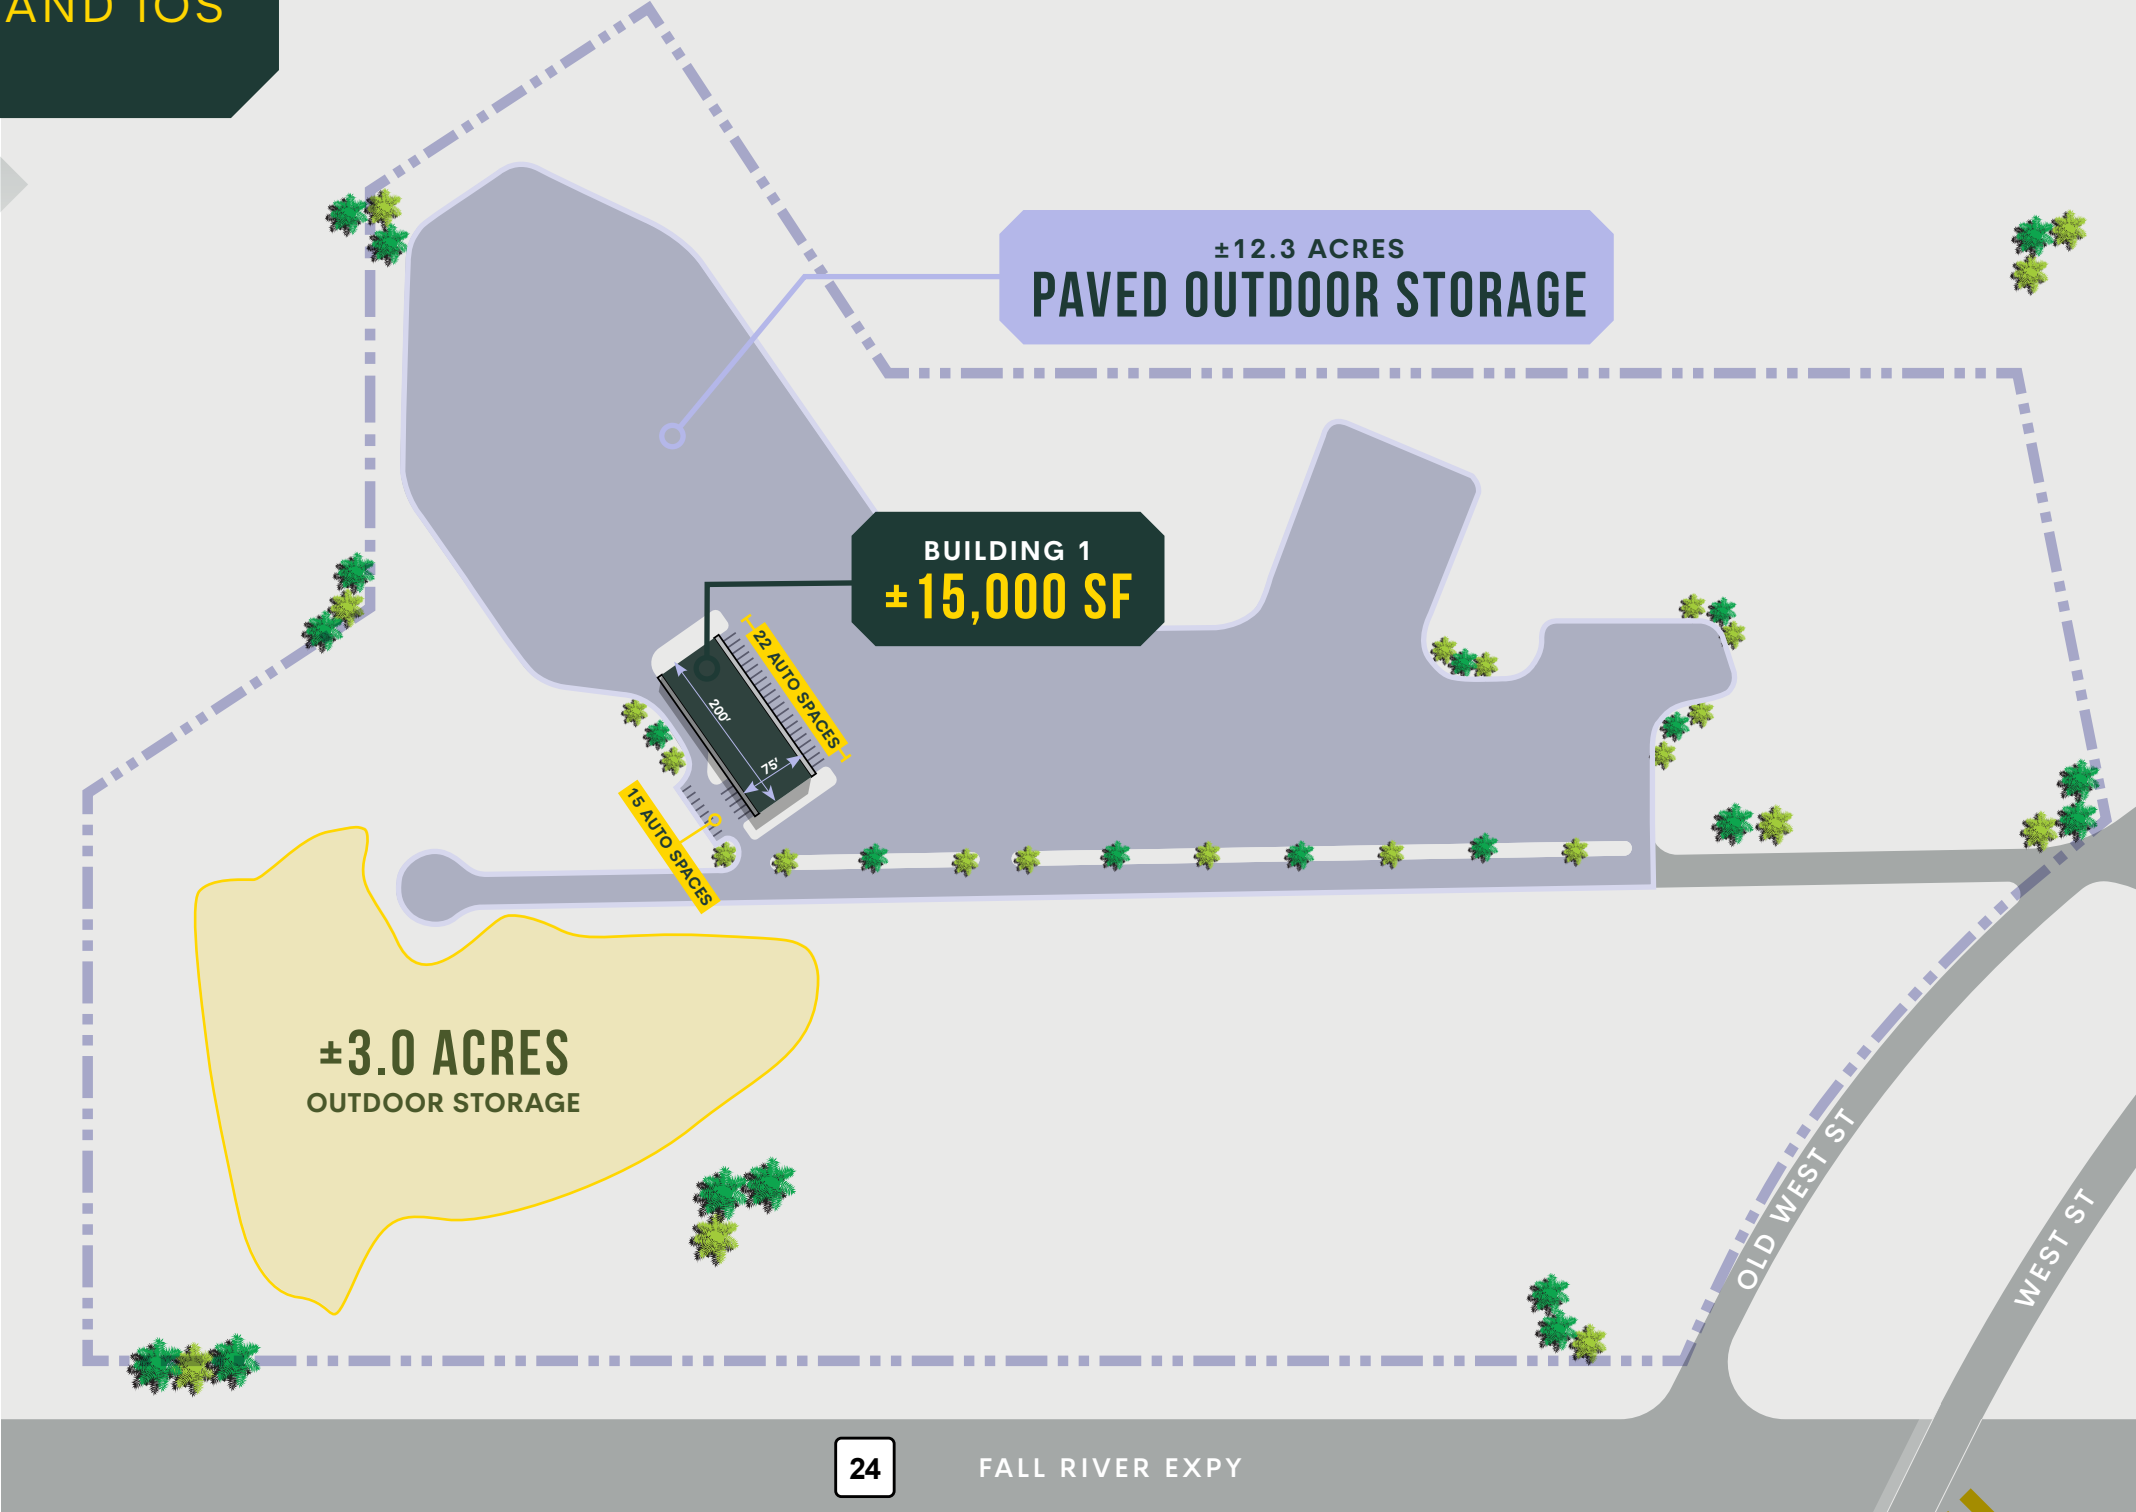 AND IOS
±12.3 ACRES
PAVED OUTDOOR STORAGE
BUILDING 1
±15,000 SF
22 AUTO SPACES
200'
75'
15 AUTO SPACES
±3.0 ACRES
OUTDOOR STORAGE
OLD WEST ST
WEST ST
24
FALL RIVER EXPY